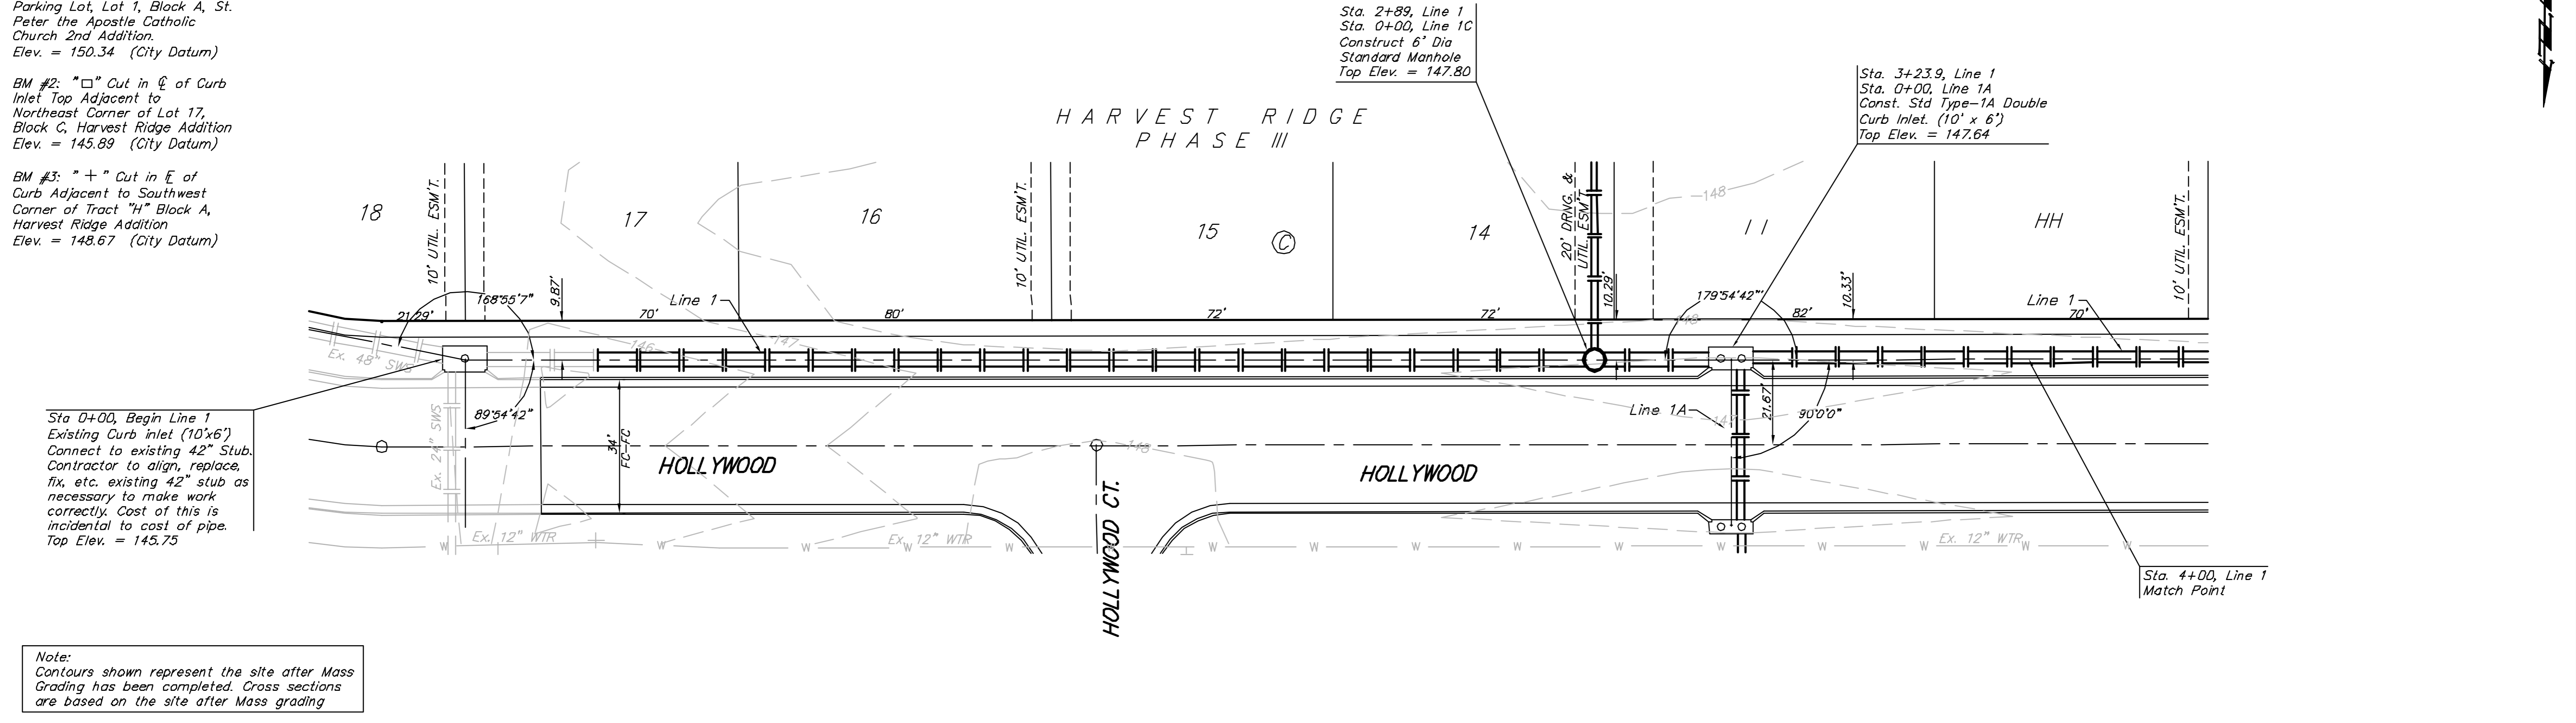 Parking Lot, Lot 1, Block A, St.
Peter the Apostle Catholic
Church 2nd Addition.
Elev. = 150.34 (City Datum)
BM #2: "□" Cut in ℄ of Curb
Inlet Top Adjacent to
Northeast Corner of Lot 17,
Block C, Harvest Ridge Addition
Elev. = 145.89 (City Datum)
BM #3: "+" Cut in of
Curb Adjacent to Southwest
Corner of Tract "H" Block A,
Harvest Ridge Addition
Elev. = 148.67 (City Datum)
Sta. 2+89, Line 1
Sta. 0+00, Line 1C
Construct 6' Dia
Standard Manhole
Top Elev. = 147.80
Sta. 3+23.9, Line 1
Sta. 0+00, Line 1A
Const. Std Type-1A Double
Curb Inlet. (10' x 6')
Top Elev. = 147.64
HARVEST RIDGE
PHASE III
18
10' UTIL. ESM'T.
17
16
10' UTIL. ESM'T.
15
C
14
20' DRNG. &
UTIL. ESM'T
148
11
HH
10' UTIL. ESM'T.
21.29'
168°55'7"
9.87'
70'
Line 1
80'
72'
72'
10.29'
179°54'42"
148
82'
10.33'
Line 1
70'
Ex. 48" SWS
146
147
89°54'42"
Ex. 24" SWS
34'
FC-FC
Line 1A
147
21.67'
90°0'0"
148
HOLLYWOOD
HOLLYWOOD
HOLLYWOOD CT.
Sta 0+00, Begin Line 1
Existing Curb inlet (10'x6')
Connect to existing 42" Stub.
Contractor to align, replace,
fix, etc. existing 42" stub as
necessary to make work
correctly. Cost of this is
incidental to cost of pipe.
Top Elev. = 145.75
W Ex. 12" WTR W W Ex. 12" WTR W W W W W W W W W Ex. 12" WTR W W
Sta. 4+00, Line 1
Match Point
Note:
Contours shown represent the site after Mass
Grading has been completed. Cross sections
are based on the site after Mass grading